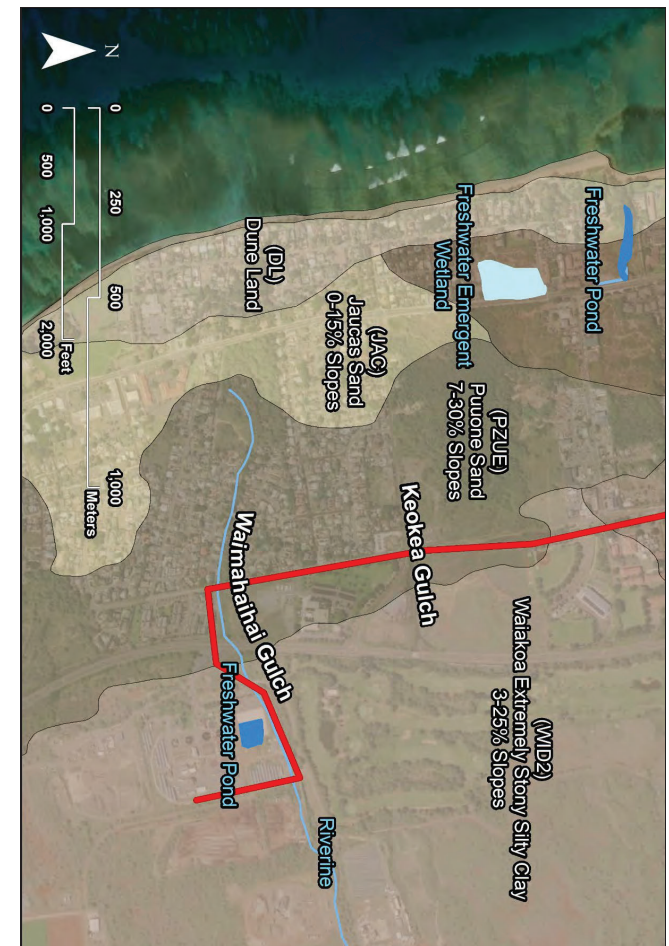 N
0
250
500
1,000
Meters
0
500
1,000
2,000
Feet
Freshwater Pond
Freshwater Emergent
Wetland
(DL)
Dune Land
(JAC)
Jaucas Sand
0-15% Slopes
(PZUE)
Puuone Sand
7-30% Slopes
Keokea Gulch
Waimahaihai Gulch
(WID2)
Waiakoa Extremely Stony Silty Clay
3-25% Slopes
Freshwater Pond
Riverine